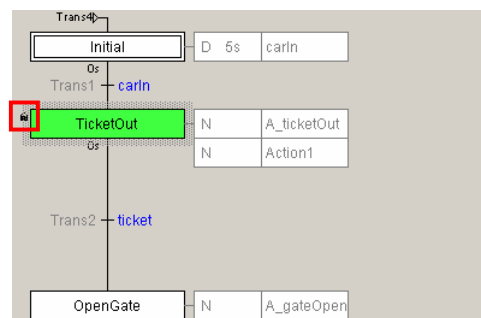 Trans4
Initial D 5s carIn
0s
Trans1 carIn
TicketOut N A_ticketOut
0s N Action1
Trans2 ticket
OpenGate N A_gateOpen